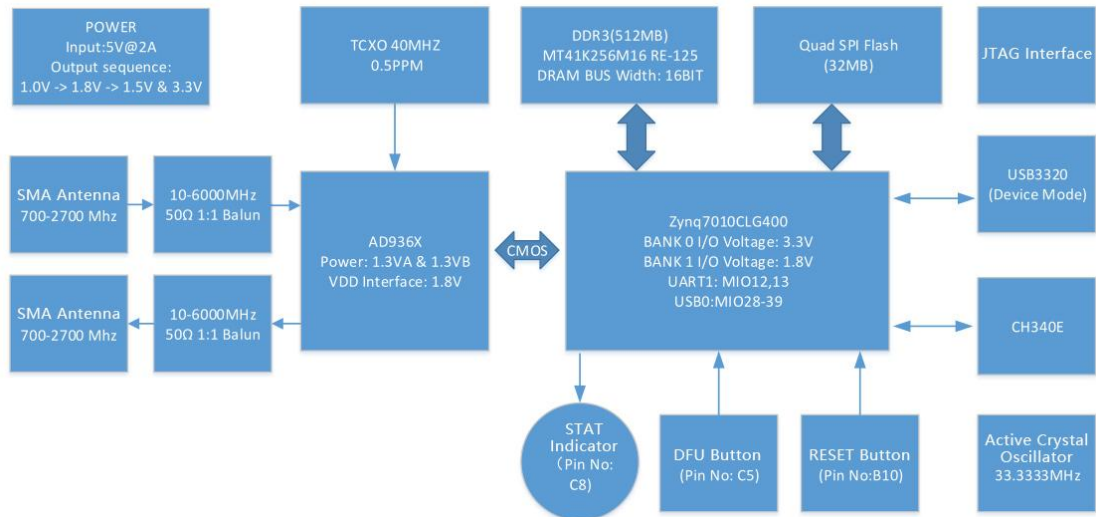 POWER
Input:5V@2A
Output sequence:
1.0V -> 1.8V -> 1.5V & 3.3V
TCXO 40MHZ
0.5PPM
DDR3(512MB)
MT41K256M16 RE-125
DRAM BUS Width: 16BIT
Quad SPI Flash
(32MB)
JTAG Interface
SMA Antenna
700-2700 Mhz
10-6000MHz
50Ω 1:1 Balun
AD936X
Power: 1.3VA & 1.3VB
VDD Interface: 1.8V
CMOS
Zynq7010CLG400
BANK 0 I/O Voltage: 3.3V
BANK 1 I/O Voltage: 1.8V
UART1: MIO12,13
USB0:MIO28-39
USB3320
(Device Mode)
SMA Antenna
700-2700 Mhz
10-6000MHz
50Ω 1:1 Balun
CH340E
STAT
Indicator
（Pin No:
C8)
DFU Button
(Pin No: C5)
RESET Button
(Pin No:B10)
Active Crystal
Oscillator
33.3333MHz